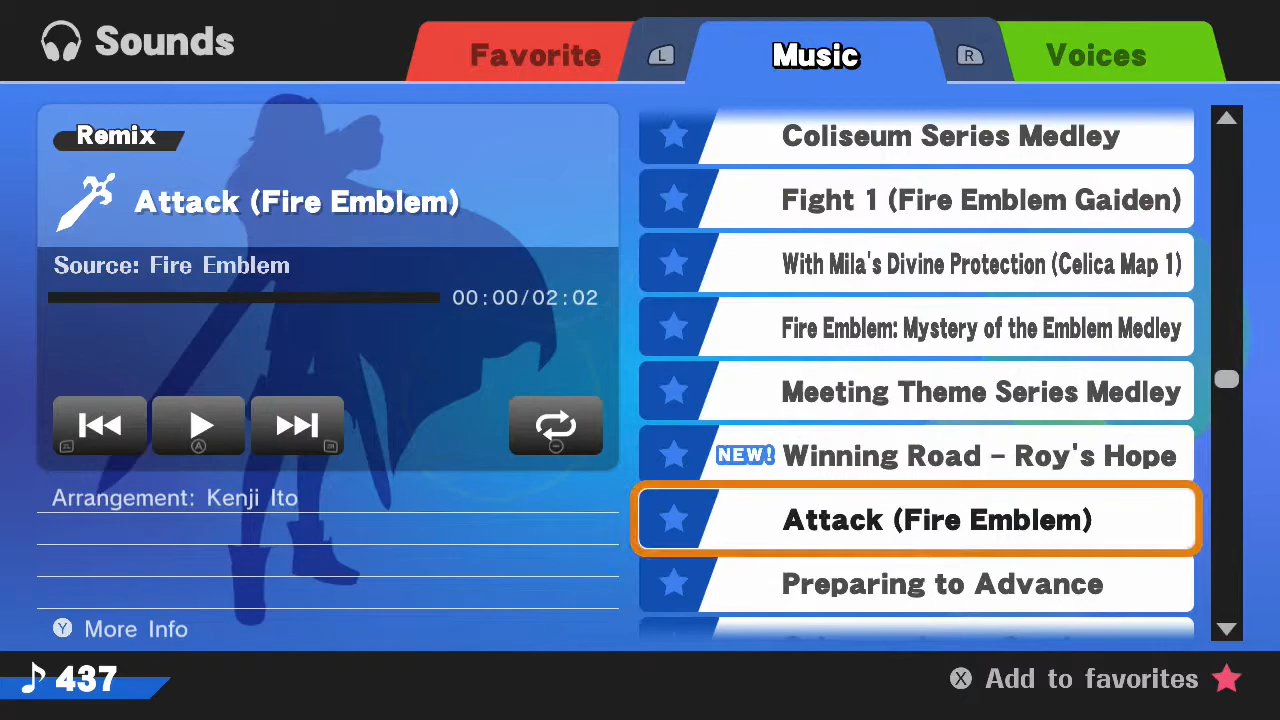 Sounds
Favorite
L
Music
R
Voices
Remix
Attack (Fire Emblem)
Source: Fire Emblem
00:00/02:02
ZL
A
ZR
Arrangement: Kenji Ito
Y More Info
Coliseum Series Medley
Fight 1 (Fire Emblem Gaiden)
With Mila's Divine Protection (Celica Map 1)
Fire Emblem: Mystery of the Emblem Medley
Meeting Theme Series Medley
NEW! Winning Road – Roy's Hope
Attack (Fire Emblem)
Preparing to Advance
437
X Add to favorites